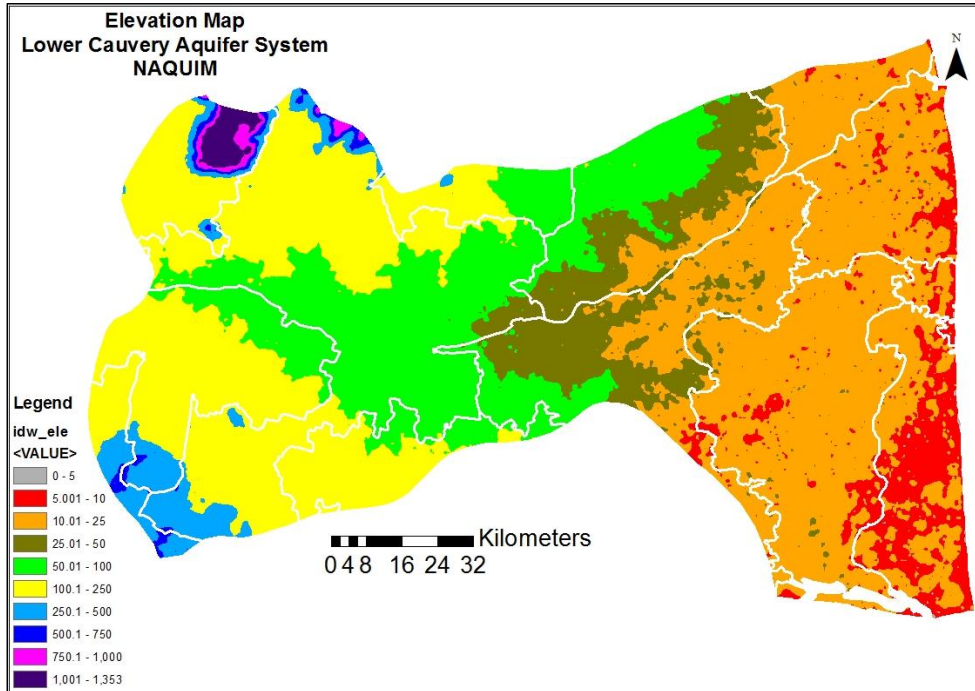 Elevation Map
Lower Cauvery Aquifer System
NAQUIM
N
Legend
idw_ele
<VALUE>
0 - 5
5.001 - 10
10.01 - 25
25.01 - 50
50.01 - 100
100.1 - 250
250.1 - 500
500.1 - 750
750.1 - 1,000
1,001 - 1,353
Kilometers
0 4 8 16 24 32